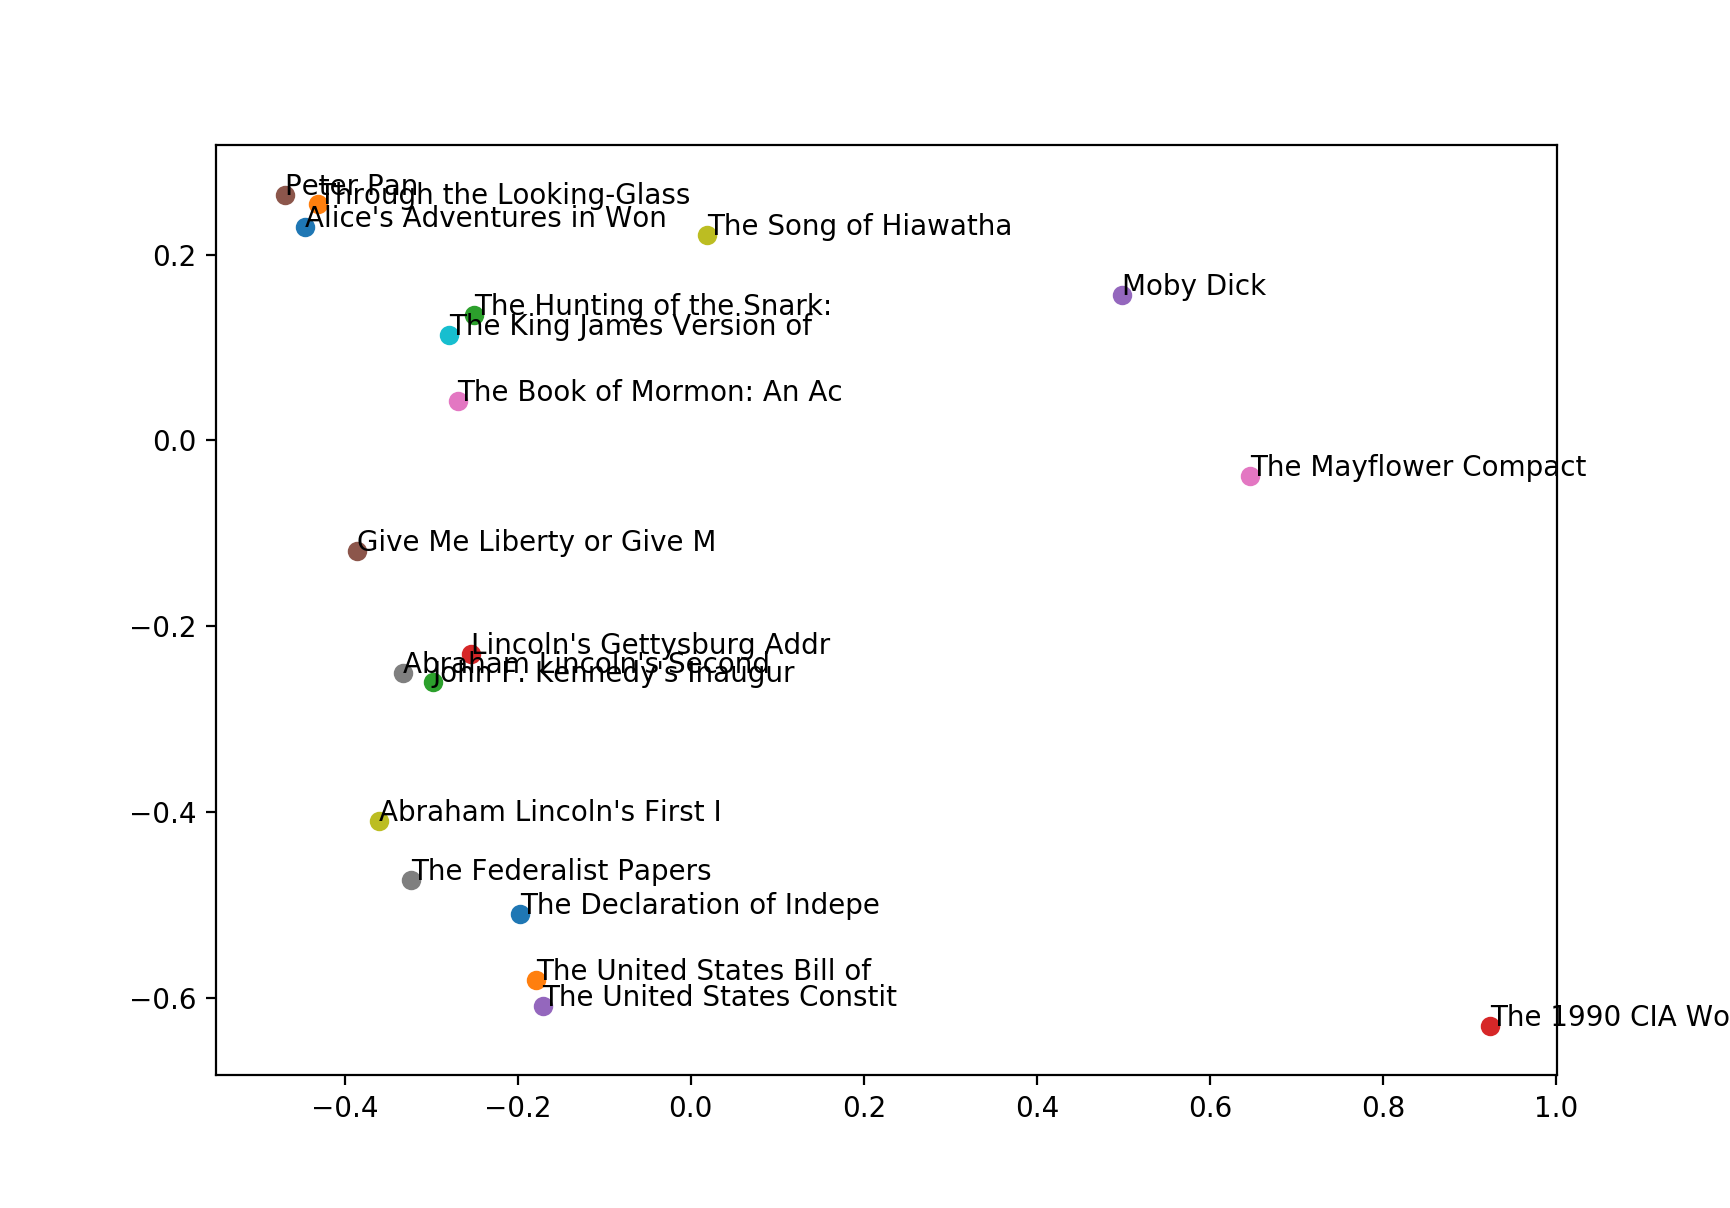 Peter Pan
Through the Looking-Glass
Alice's Adventures in Won
The Song of Hiawatha
Moby Dick
The Hunting of the Snark:
The King James Version of
The Book of Mormon: An Ac
The Mayflower Compact
Give Me Liberty or Give M
Lincoln's Gettysburg Addr
Abraham Lincoln's Second
John F. Kennedy's Inaugur
Abraham Lincoln's First I
The Federalist Papers
The Declaration of Indepe
The United States Bill of
The United States Constit
The 1990 CIA Wo
0.2
0.0
−0.2
−0.4
−0.6
−0.4 −0.2 0.0 0.2 0.4 0.6 0.8 1.0